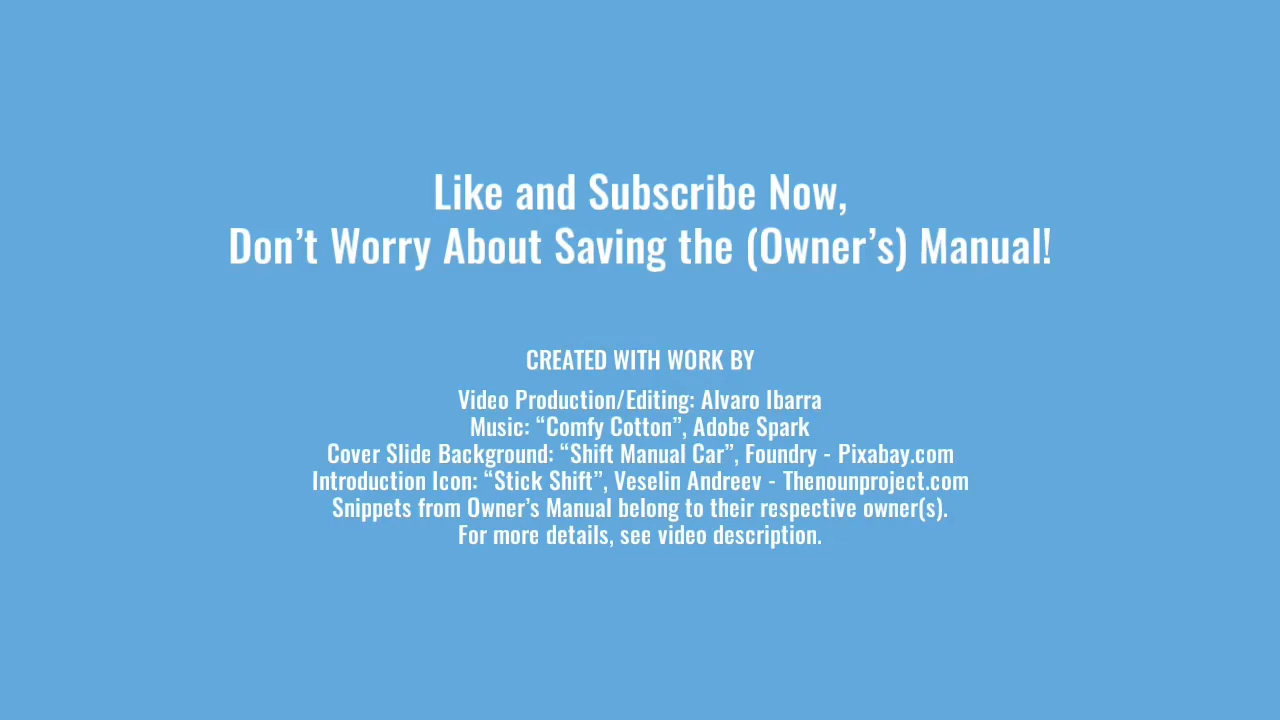 Like and Subscribe Now,
Don’t Worry About Saving the (Owner’s) Manual!
CREATED WITH WORK BY
Video Production/Editing: Alvaro Ibarra
Music: “Comfy Cotton”, Adobe Spark
Cover Slide Background: “Shift Manual Car”, Foundry - Pixabay.com
Introduction Icon: “Stick Shift”, Veselin Andreev - Thenounproject.com
Snippets from Owner’s Manual belong to their respective owner(s).
For more details, see video description.